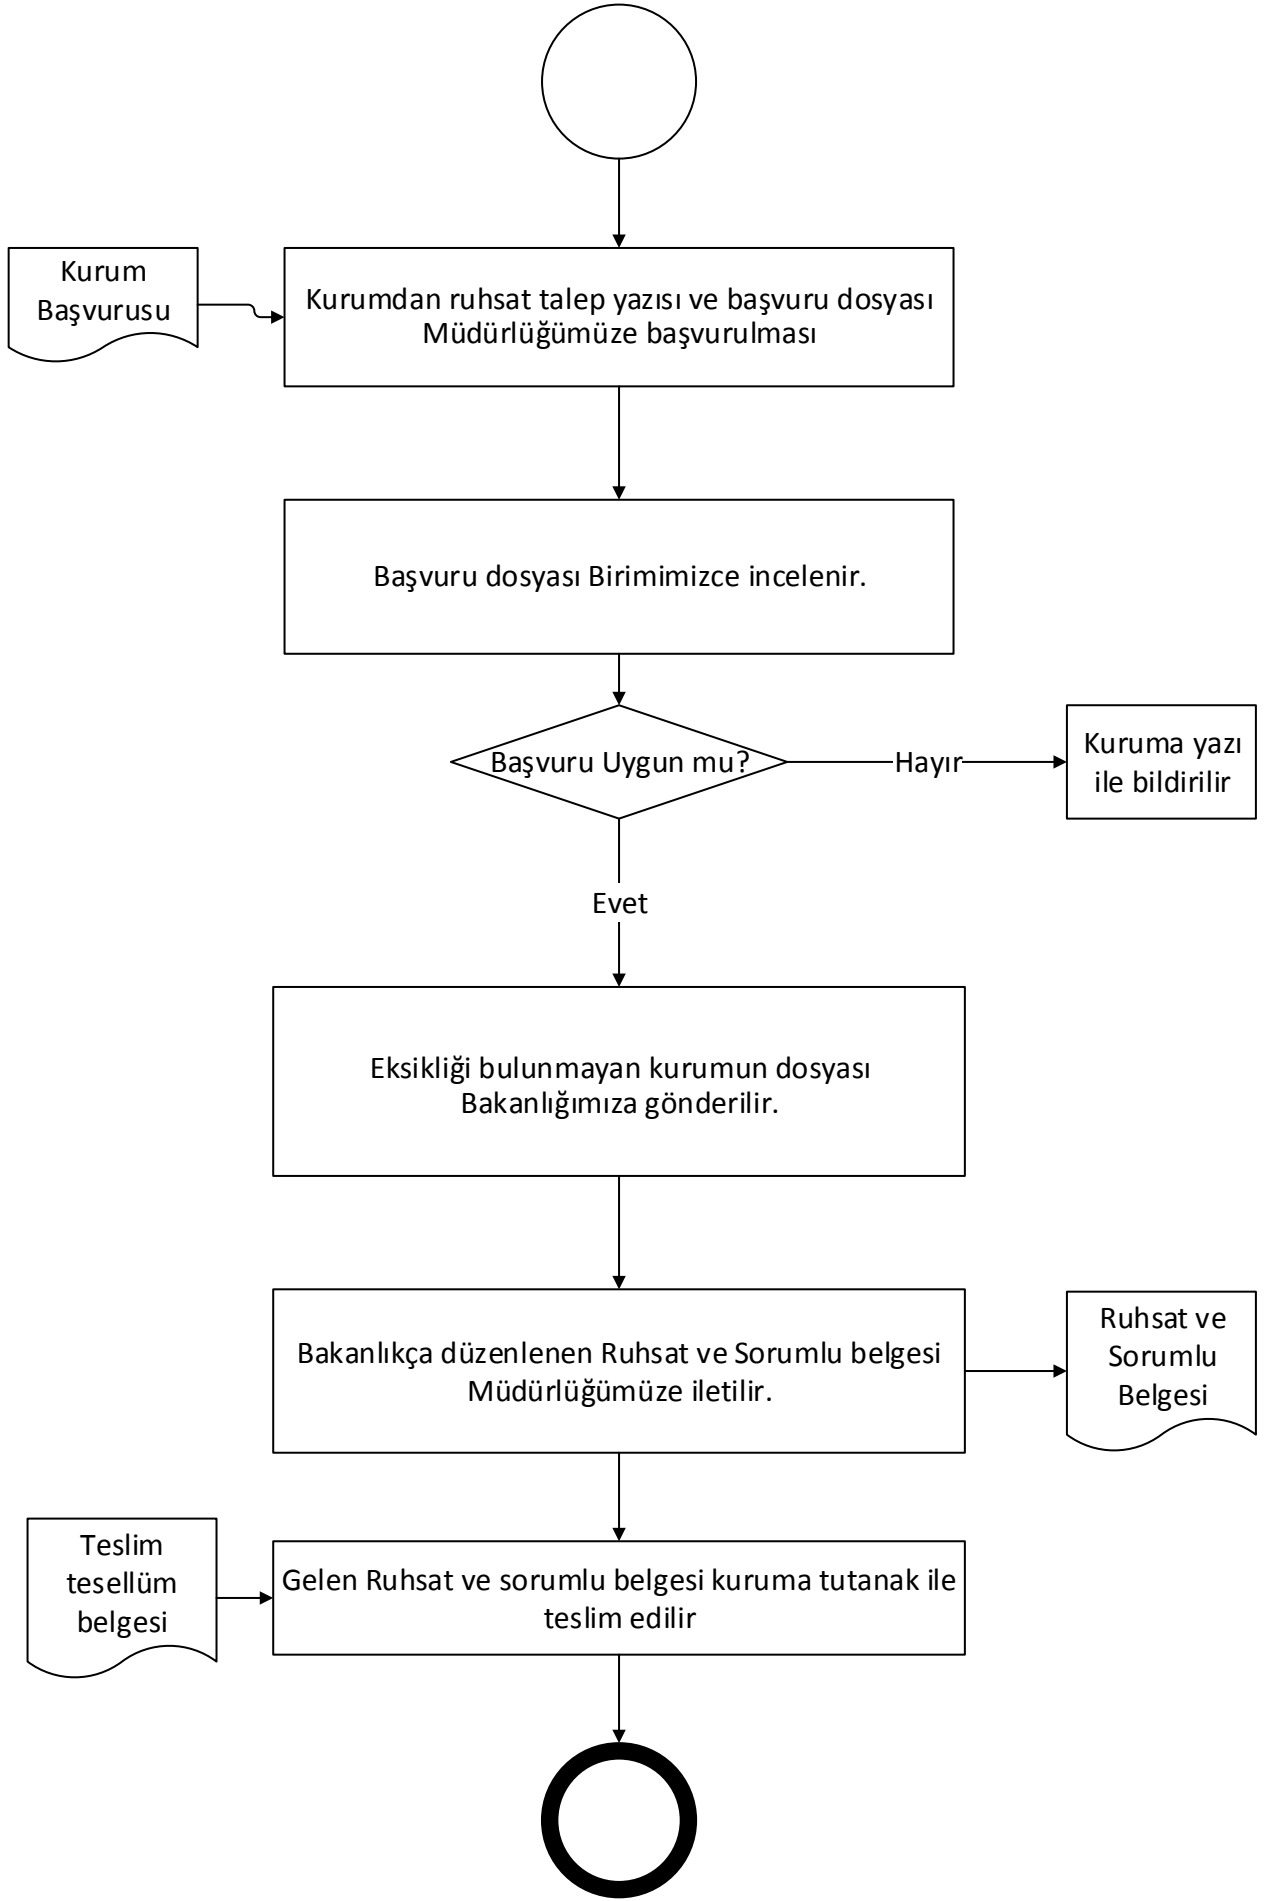 Kurum
Başvurusu
Kurumdan ruhsat talep yazısı ve başvuru dosyası
Müdürlüğümüze başvurulması
Başvuru dosyası Birimimizce incelenir.
Başvuru Uygun mu?
Hayır
Kuruma yazı
ile bildirilir
Evet
Eksikliği bulunmayan kurumun dosyası
Bakanlığımıza gönderilir.
Bakanlıkça düzenlenen Ruhsat ve Sorumlu belgesi
Müdürlüğümüze iletilir.
Ruhsat ve
Sorumlu
Belgesi
Teslim
tesellüm
belgesi
Gelen Ruhsat ve sorumlu belgesi kuruma tutanak ile
teslim edilir